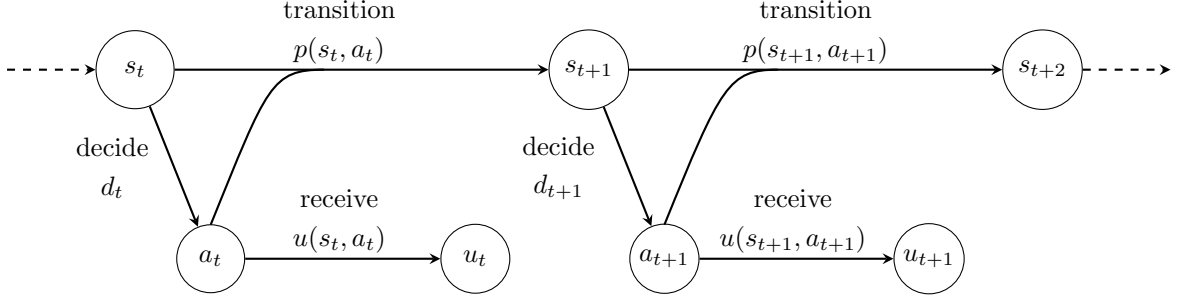 transition
transition
p(s_t, a_t)
p(s_{t+1}, a_{t+1})
s_t
s_{t+1}
s_{t+2}
decide
decide
d_t
d_{t+1}
receive
receive
u(s_t, a_t)
u(s_{t+1}, a_{t+1})
a_t
u_t
a_{t+1}
u_{t+1}